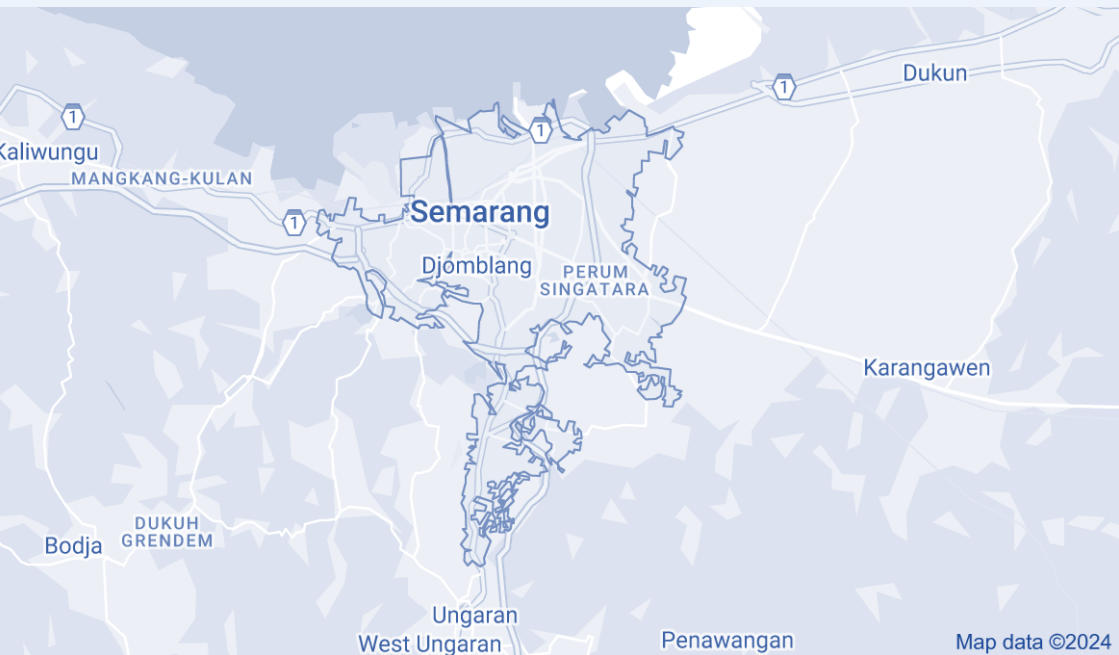 Dukun
1
1
1
Kaliwungu
MANGKANG-KULAN
1
Semarang
Djomblang
PERUM
SINGATARA
Karangawen
DUKUH
GRENDEM
Bodja
Ungaran
West Ungaran
Penawangan
Map data ©2024